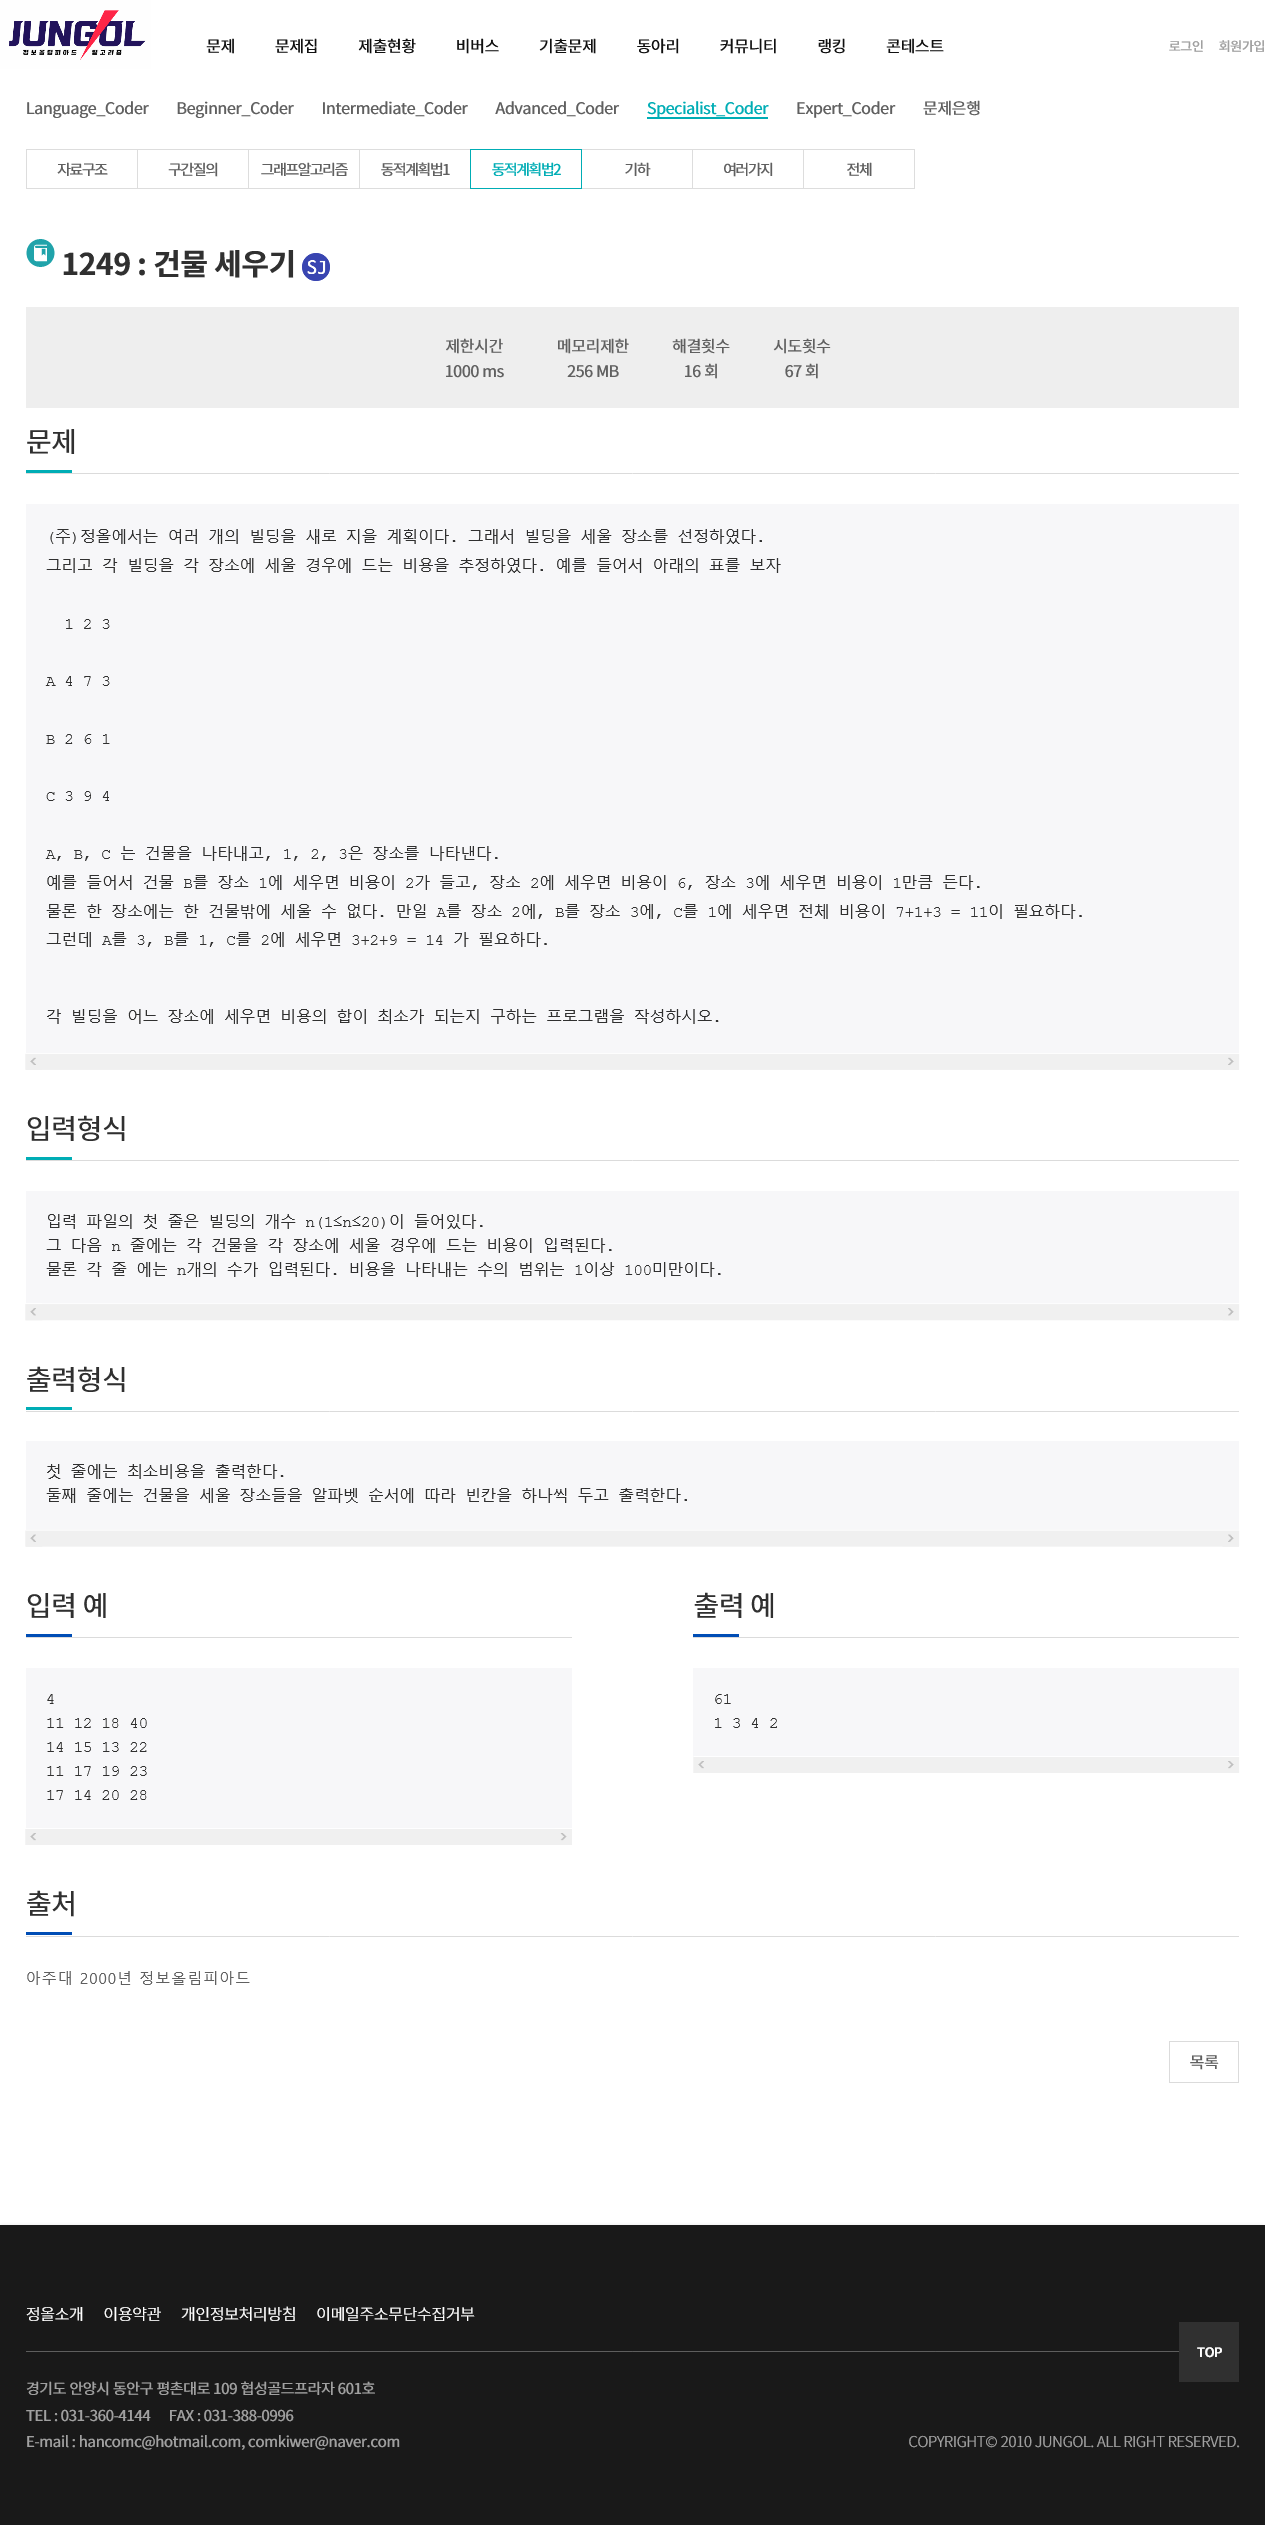 JUNGOL
정보올림피아드 알고리즘
문제 문제집 제출현황 비버스 기출문제 동아리 커뮤니티 랭킹 콘테스트 로그인 회원가입
Language_Coder Beginner_Coder Intermediate_Coder Advanced_Coder Specialist_Coder Expert_Coder 문제은행
자료구조 구간질의 그래프알고리즘 동적계획법1 동적계획법2 기하 여러가지 전체
1249 : 건물 세우기 SJ
제한시간 메모리제한 해결횟수 시도횟수
1000 ms 256 MB 16 회 67 회
문제
(주)정올에서는 여러 개의 빌딩을 새로 지을 계획이다. 그래서 빌딩을 세울 장소를 선정하였다.
그리고 각 빌딩을 각 장소에 세울 경우에 드는 비용을 추정하였다. 예를 들어서 아래의 표를 보자
1 2 3
A 4 7 3
B 2 6 1
C 3 9 4
A, B, C 는 건물을 나타내고, 1, 2, 3은 장소를 나타낸다.
예를 들어서 건물 B를 장소 1에 세우면 비용이 2가 들고, 장소 2에 세우면 비용이 6, 장소 3에 세우면 비용이 1만큼 든다.
물론 한 장소에는 한 건물밖에 세울 수 없다. 만일 A를 장소 2에, B를 장소 3에, C를 1에 세우면 전체 비용이 7+1+3 = 11이 필요하다.
그런데 A를 3, B를 1, C를 2에 세우면 3+2+9 = 14 가 필요하다.
각 빌딩을 어느 장소에 세우면 비용의 합이 최소가 되는지 구하는 프로그램을 작성하시오.
입력형식
입력 파일의 첫 줄은 빌딩의 개수 n(1≤n≤20)이 들어있다.
그 다음 n 줄에는 각 건물을 각 장소에 세울 경우에 드는 비용이 입력된다.
물론 각 줄 에는 n개의 수가 입력된다. 비용을 나타내는 수의 범위는 1이상 100미만이다.
출력형식
첫 줄에는 최소비용을 출력한다.
둘째 줄에는 건물을 세울 장소들을 알파벳 순서에 따라 빈칸을 하나씩 두고 출력한다.
입력 예
4
11 12 18 40
14 15 13 22
11 17 19 23
17 14 20 28
출력 예
61
1 3 4 2
출처
아주대 2000년 정보올림피아드
목록
정올소개 이용약관 개인정보처리방침 이메일주소무단수집거부
TOP
경기도 안양시 동안구 평촌대로 109 협성골드프라자 601호
TEL : 031-360-4144 FAX : 031-388-0996
E-mail : hancomc@hotmail.com, comkiwer@naver.com
COPYRIGHT© 2010 JUNGOL. ALL RIGHT RESERVED.